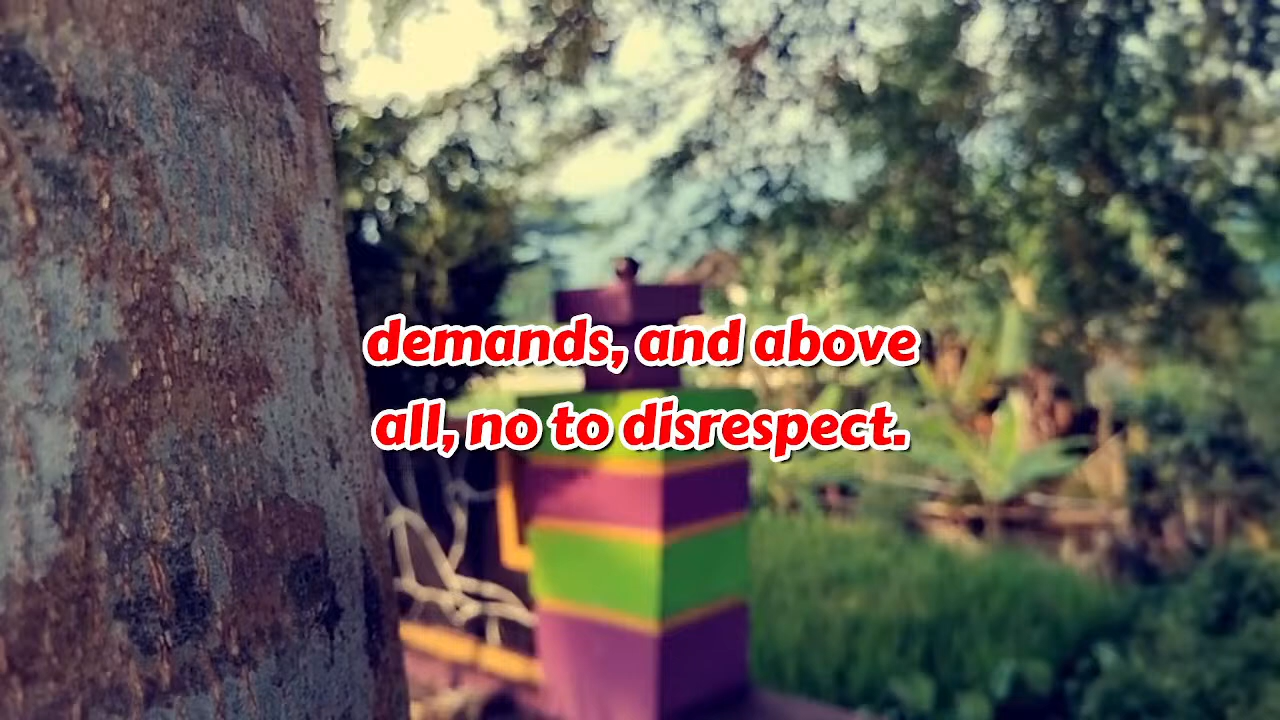 demands, and above
all, no to disrespect.